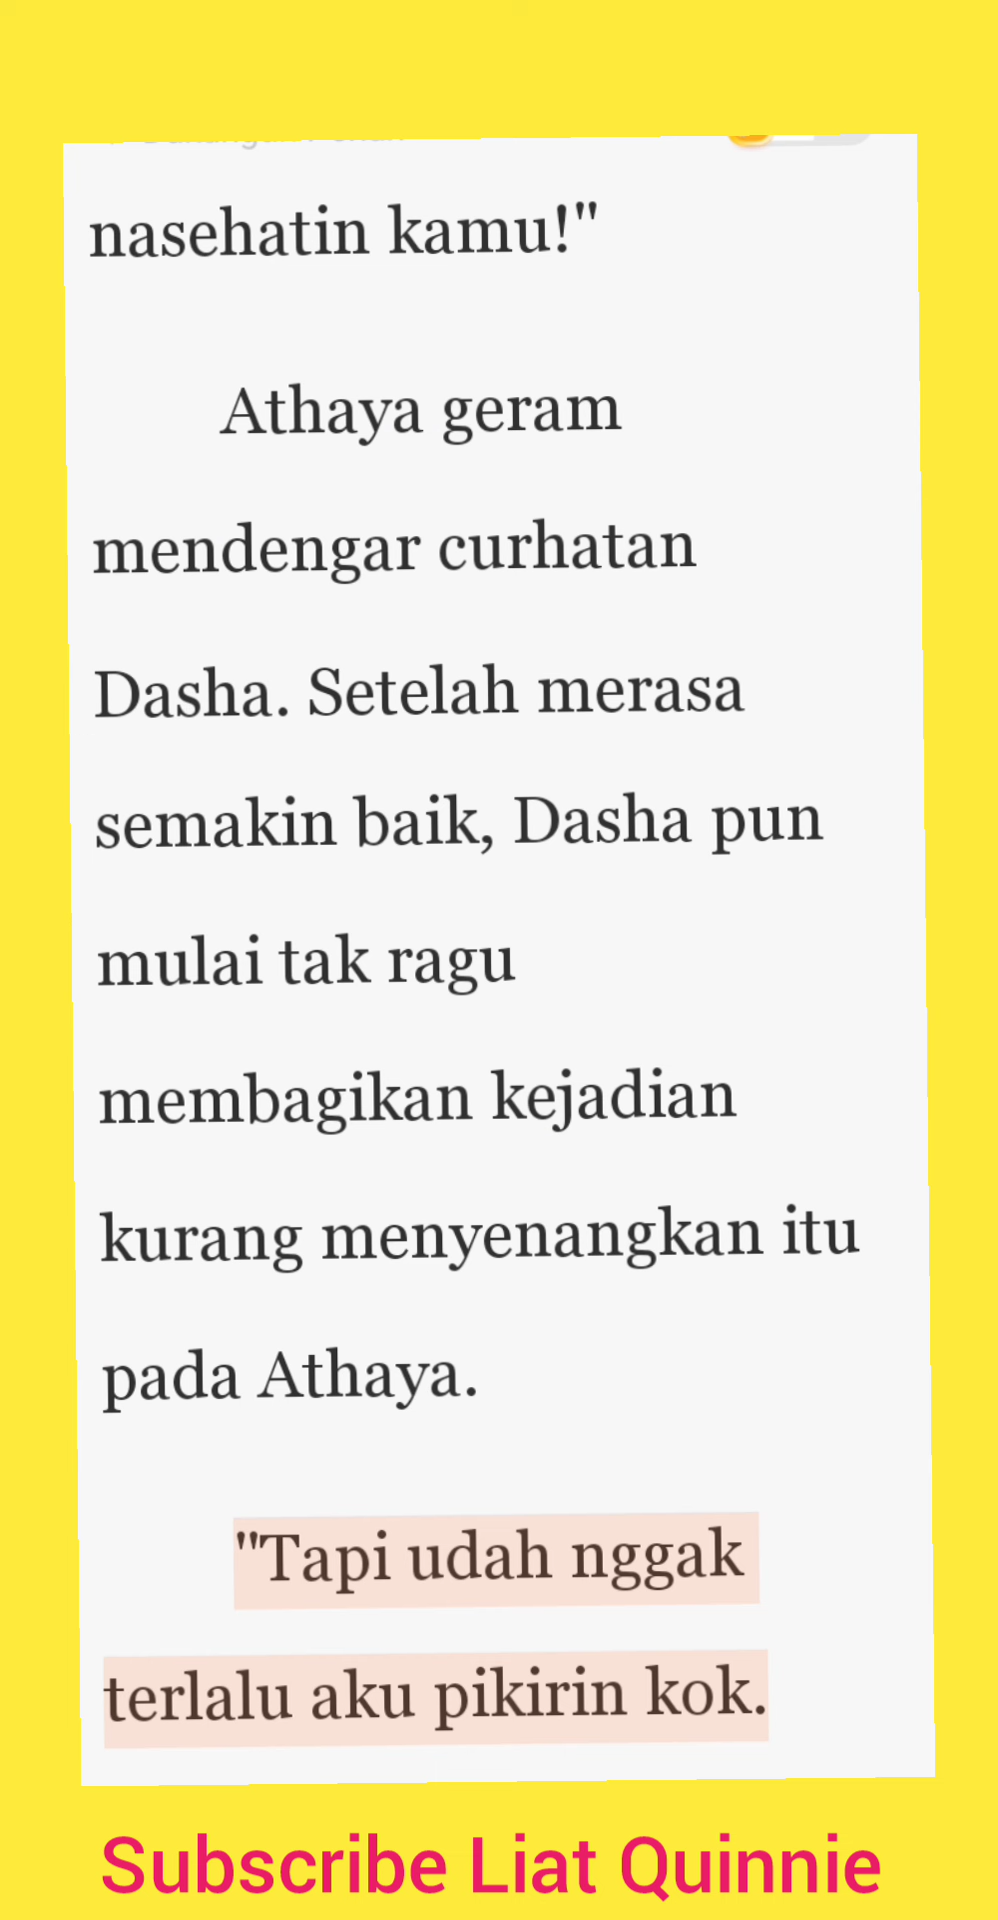 nasehatin kamu!"
Athaya geram
mendengar curhatan
Dasha. Setelah merasa
semakin baik, Dasha pun
mulai tak ragu
membagikan kejadian
kurang menyenangkan itu
pada Athaya.
"Tapi udah nggak
terlalu aku pikirin kok.
Subscribe Liat Quinnie